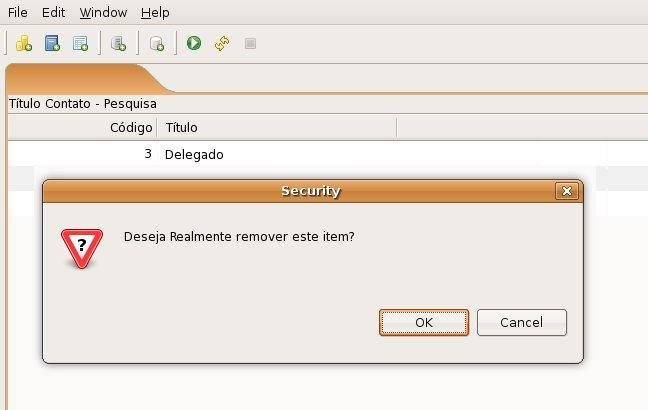 File Edit Window Help
Título Contato - Pesquisa
Código Título
3 Delegado
Security
?
Deseja Realmente remover este item?
OK Cancel